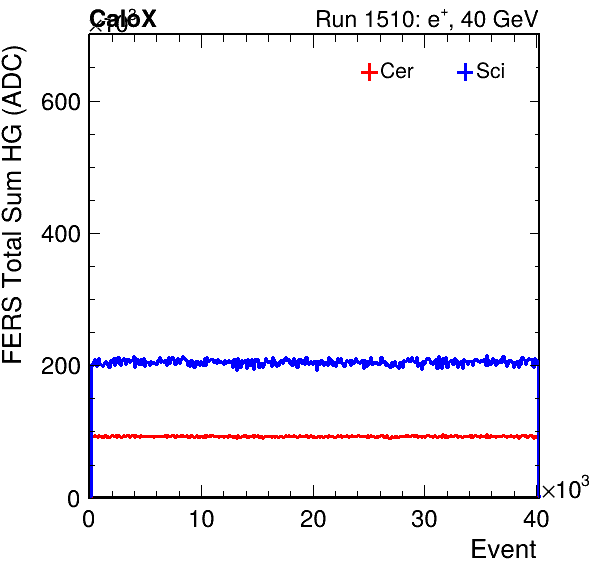 CaloX
×10³
Run 1510: e⁺, 40 GeV
FERS Total Sum HG (ADC)
Cer
Sci
600
400
200
0
0 10 20 30 40
×10³
Event